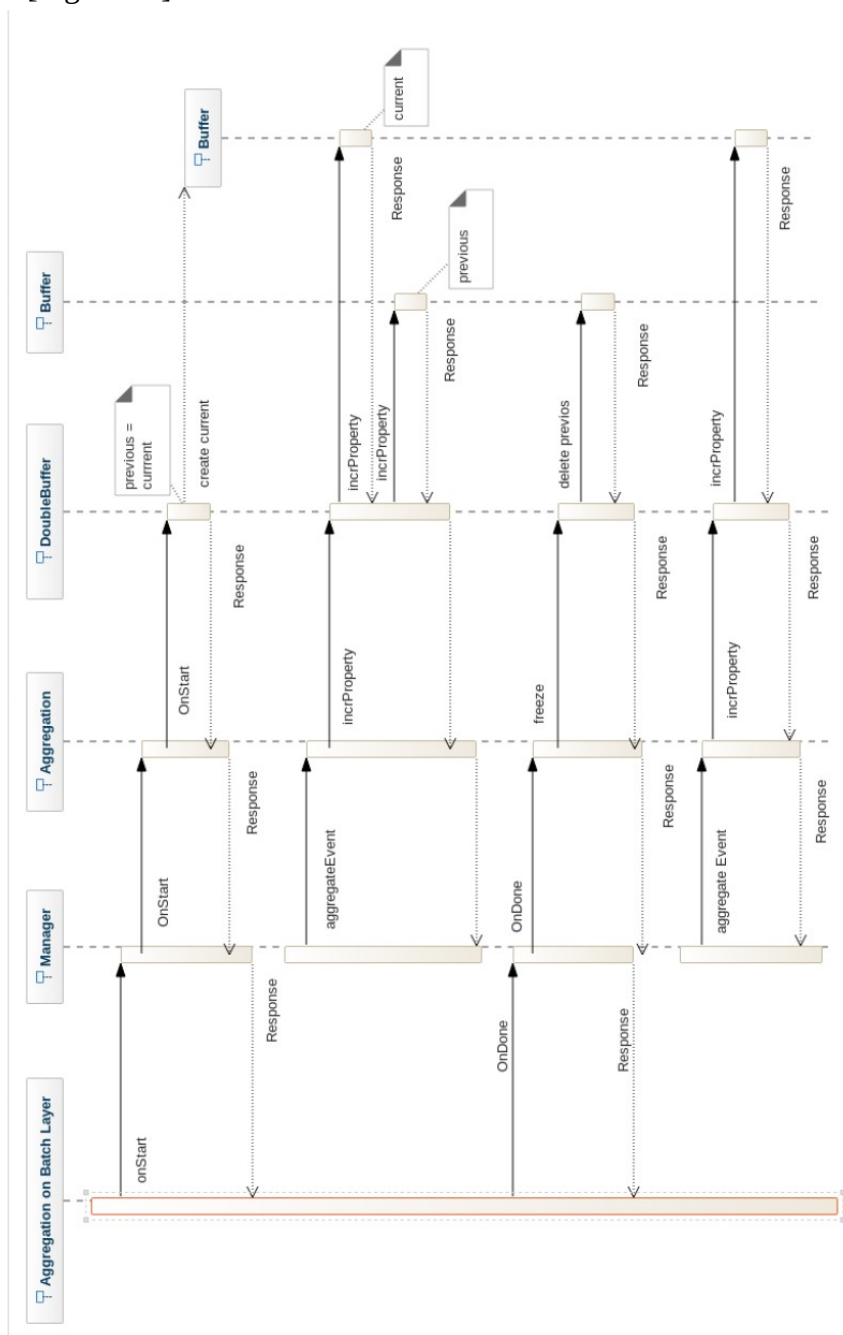 Aggregation on Batch Layer
Manager
Aggregation
DoubleBuffer
Buffer
Buffer
previous =
currrent
onStart
OnStart
OnStart
create current
Response
Response
Response
aggregateEvent
incrProperty
incrProperty
incrProperty
current
Response
previous
Response
OnDone
OnDone
freeze
delete previos
Response
Response
Response
Response
aggregate Event
incrProperty
incrProperty
Response
Response
Response